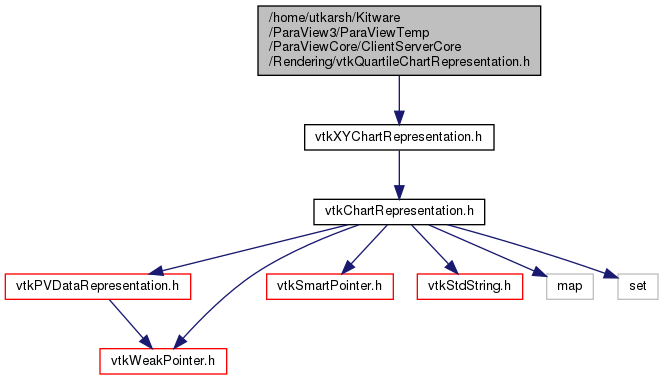 /home/utkarsh/Kitware
/ParaView3/ParaViewTemp
/ParaViewCore/ClientServerCore
/Rendering/vtkQuartileChartRepresentation.h
vtkXYChartRepresentation.h
vtkChartRepresentation.h
vtkPVDataRepresentation.h
vtkSmartPointer.h
vtkStdString.h
map
set
vtkWeakPointer.h